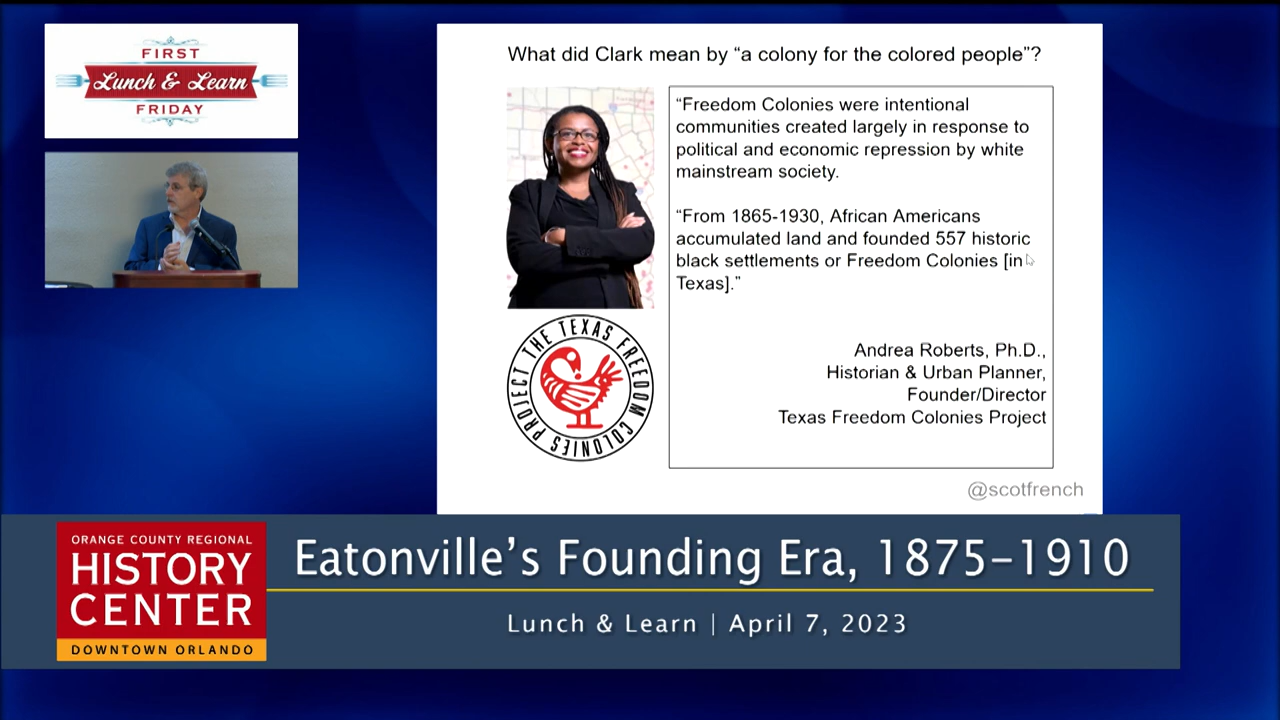 FIRST
Lunch & Learn
FRIDAY
What did Clark mean by “a colony for the colored people”?
“Freedom Colonies were intentional
communities created largely in response to
political and economic repression by white
mainstream society.
“From 1865-1930, African Americans
accumulated land and founded 557 historic
black settlements or Freedom Colonies [in
Texas].”
Andrea Roberts, Ph.D.,
Historian & Urban Planner,
Founder/Director
Texas Freedom Colonies Project
THE TEXAS FREEDOM COLONIES PROJECT
@scotfrench
ORANGE COUNTY REGIONAL
HISTORY
CENTER
DOWNTOWN ORLANDO
Eatonville’s Founding Era, 1875–1910
Lunch & Learn | April 7, 2023